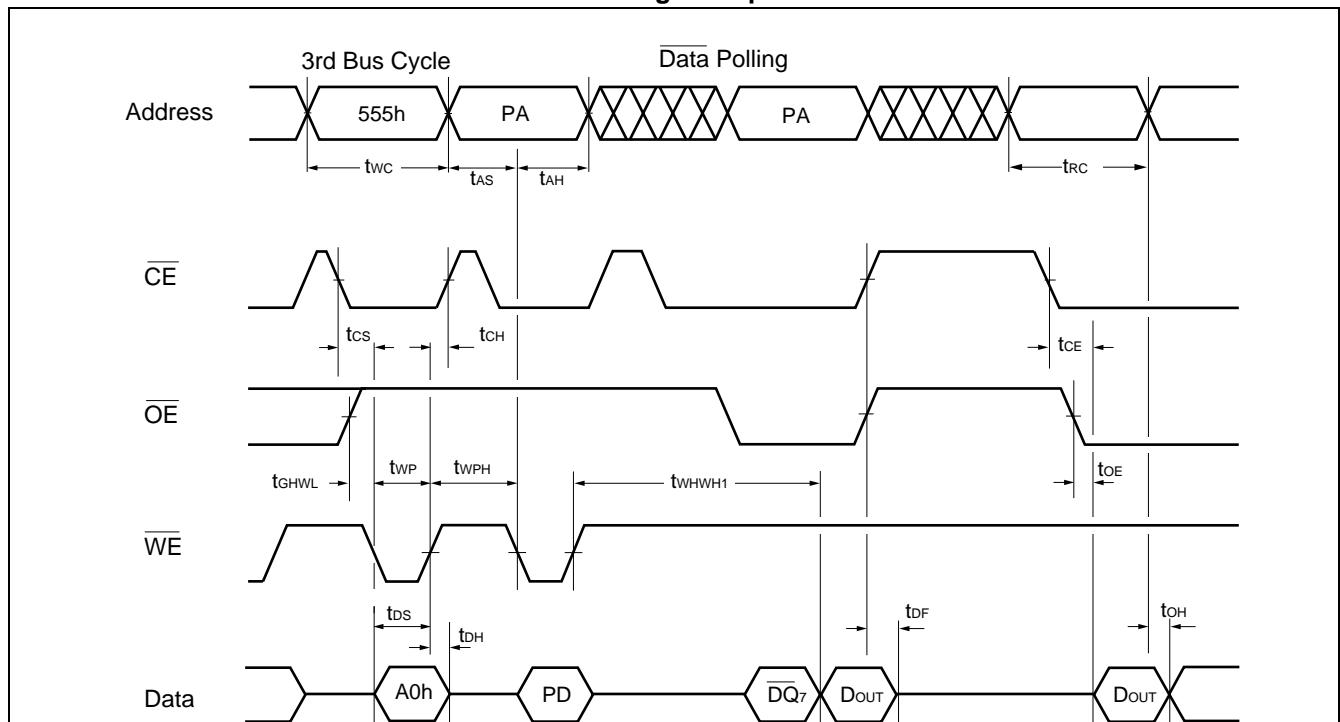 3rd Bus Cycle Data Polling
Address 555h PA PA
tWC tAS tAH tRC
CE
tCS tCH tCE
OE
tGHWL tWP tWPH tWHWH1 tOE
WE
tDS tDH tDF tOH
Data A0h PD DQ7 DOUT DOUT